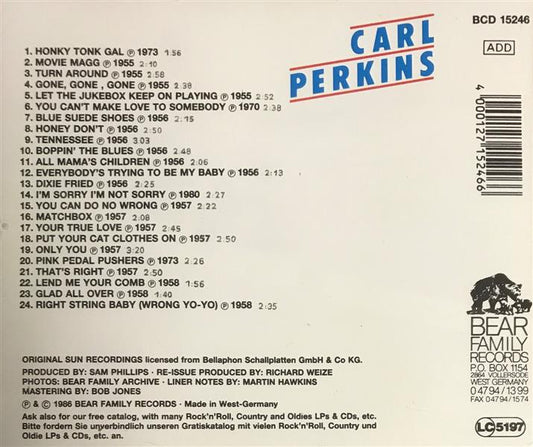 BCD 15246
CARL
PERKINS
ADD
4 000127 152466
1. HONKY TONK GAL ℗ 1973 1:56
2. MOVIE MAGG ℗ 1955 2:10
3. TURN AROUND ℗ 1955 2:58
4. GONE, GONE, GONE ℗ 1955 2:38
5. LET THE JUKEBOX KEEP ON PLAYING ℗ 1955 2:52
6. YOU CAN'T MAKE LOVE TO SOMEBODY ℗ 1970 2:38
7. BLUE SUEDE SHOES ℗ 1956 2:15
8. HONEY DON'T ℗ 1956 2:50
9. TENNESSEE ℗ 1956 3:03
10. BOPPIN' THE BLUES ℗ 1956 2:48
11. ALL MAMA'S CHILDREN ℗ 1956 2:06
12. EVERYBODY'S TRYING TO BE MY BABY ℗ 1956 2:13
13. DIXIE FRIED ℗ 1956 2:25
14. I'M SORRY I'M NOT SORRY ℗ 1980 2:27
15. YOU CAN DO NO WRONG ℗ 1957 2:22
16. MATCHBOX ℗ 1957 2:08
17. YOUR TRUE LOVE ℗ 1957 2:45
18. PUT YOUR CAT CLOTHES ON ℗ 1957 2:50
19. ONLY YOU ℗ 1957 3:20
20. PINK PEDAL PUSHERS ℗ 1973 2:26
21. THAT'S RIGHT ℗ 1957 2:50
22. LEND ME YOUR COMB ℗ 1958 1:56
23. GLAD ALL OVER ℗ 1958 1:40
24. RIGHT STRING BABY (WRONG YO-YO) ℗ 1958 2:35
BEAR
FAMILY
RECORDS
P.O. BOX 1154
2864 VOLLERSODE
WEST GERMANY
0 47 94 / 13 99
FAX 04794 / 1574
LC 5197
ORIGINAL SUN RECORDINGS licensed from Bellaphon Schallplatten GmbH & Co KG.
PRODUCED BY: SAM PHILLIPS · RE-ISSUE PRODUCED BY: RICHARD WEIZE
PHOTOS: BEAR FAMILY ARCHIVE · LINER NOTES BY: MARTIN HAWKINS
MASTERING BY: BOB JONES
℗ & © 1986 BEAR FAMILY RECORDS · Made in West-Germany
Ask also for our free catalog, with many Rock'n'Roll, Country and Oldies LPs & CDs, etc.
Bitte fordern Sie unverbindlich unseren Gratiskatalog mit vielen Rock'n'Roll, Country und
Oldie LPs & CDs, etc. an.